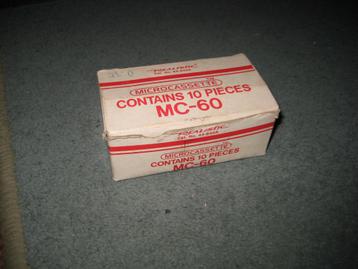 REALISTIC
MICROCASSETTE
CONTAINS 10 PIECES
MC-60
REALISTIC
MICROCASSETTE
CONTAINS 10 PIECES
MC-60